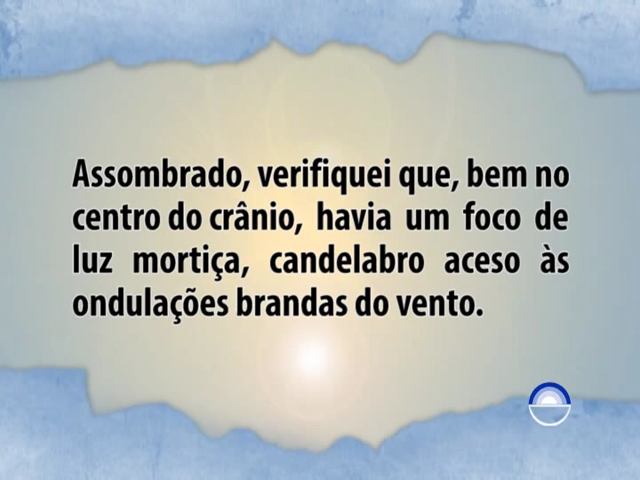 Assombrado, verifiquei que, bem no
centro do crânio, havia um foco de
luz mortiça, candelabro aceso às
ondulações brandas do vento.